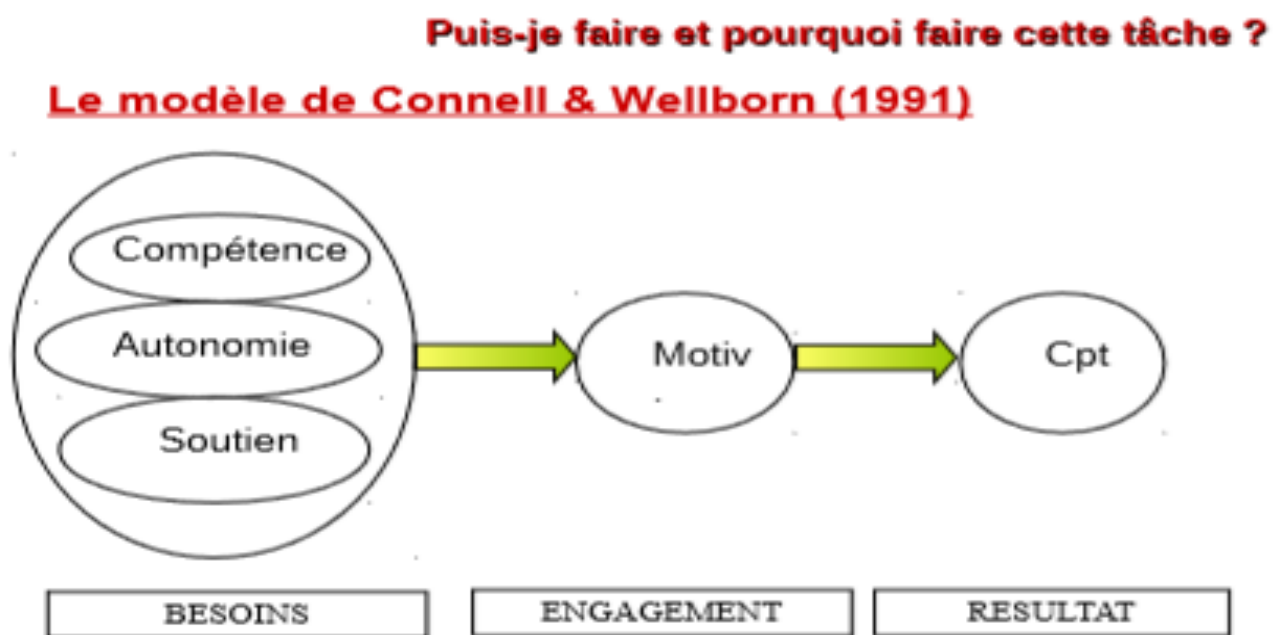 Puis-je faire et pourquoi faire cette tâche ?
Le modèle de Connell & Wellborn (1991)
Compétence
Autonomie
Soutien
Motiv
.
Cpt
BESOINS
ENGAGEMENT
RESULTAT